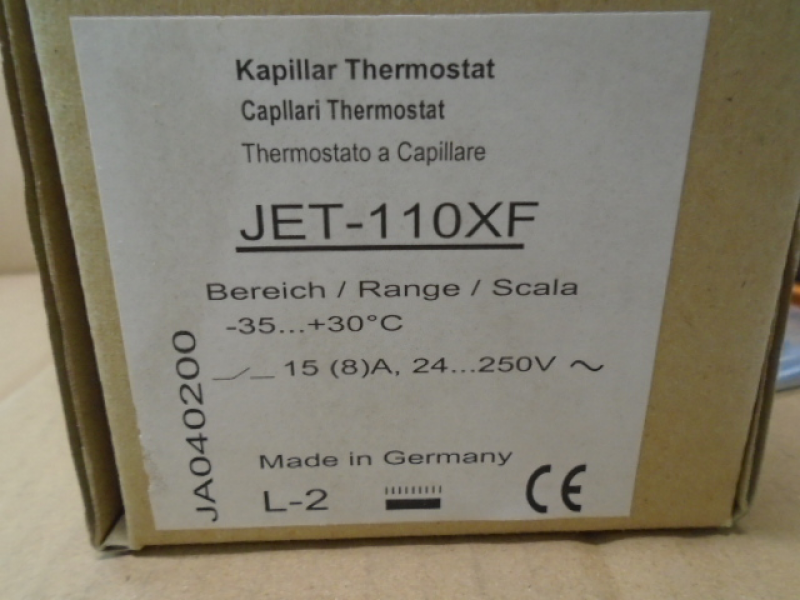 Kapillar Thermostat
Capllari Thermostat
Thermostato a Capillare
JET-110XF
Bereich / Range / Scala
-35...+30°C
15 (8)A, 24...250V ~
JA040200
Made in Germany
L-2
CE